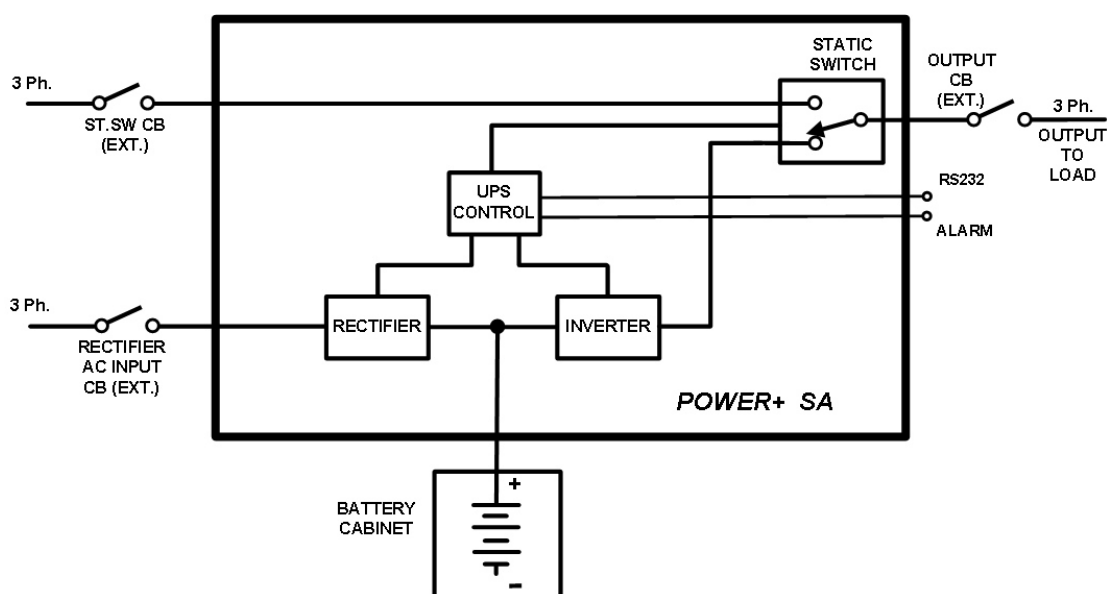 STATIC
SWITCH
OUTPUT
CB
(EXT.)
3 Ph.
ST.SW CB
(EXT.)
3 Ph.
OUTPUT
TO
LOAD
UPS
CONTROL
RS232
ALARM
3 Ph.
RECTIFIER
AC INPUT
CB (EXT.)
RECTIFIER
INVERTER
POWER+ SA
BATTERY
CABINET
+
–